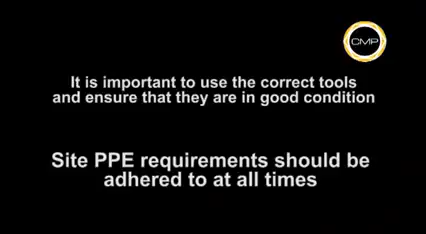 CMP
It is important to use the correct tools
and ensure that they are in good condition
Site PPE requirements should be
adhered to at all times